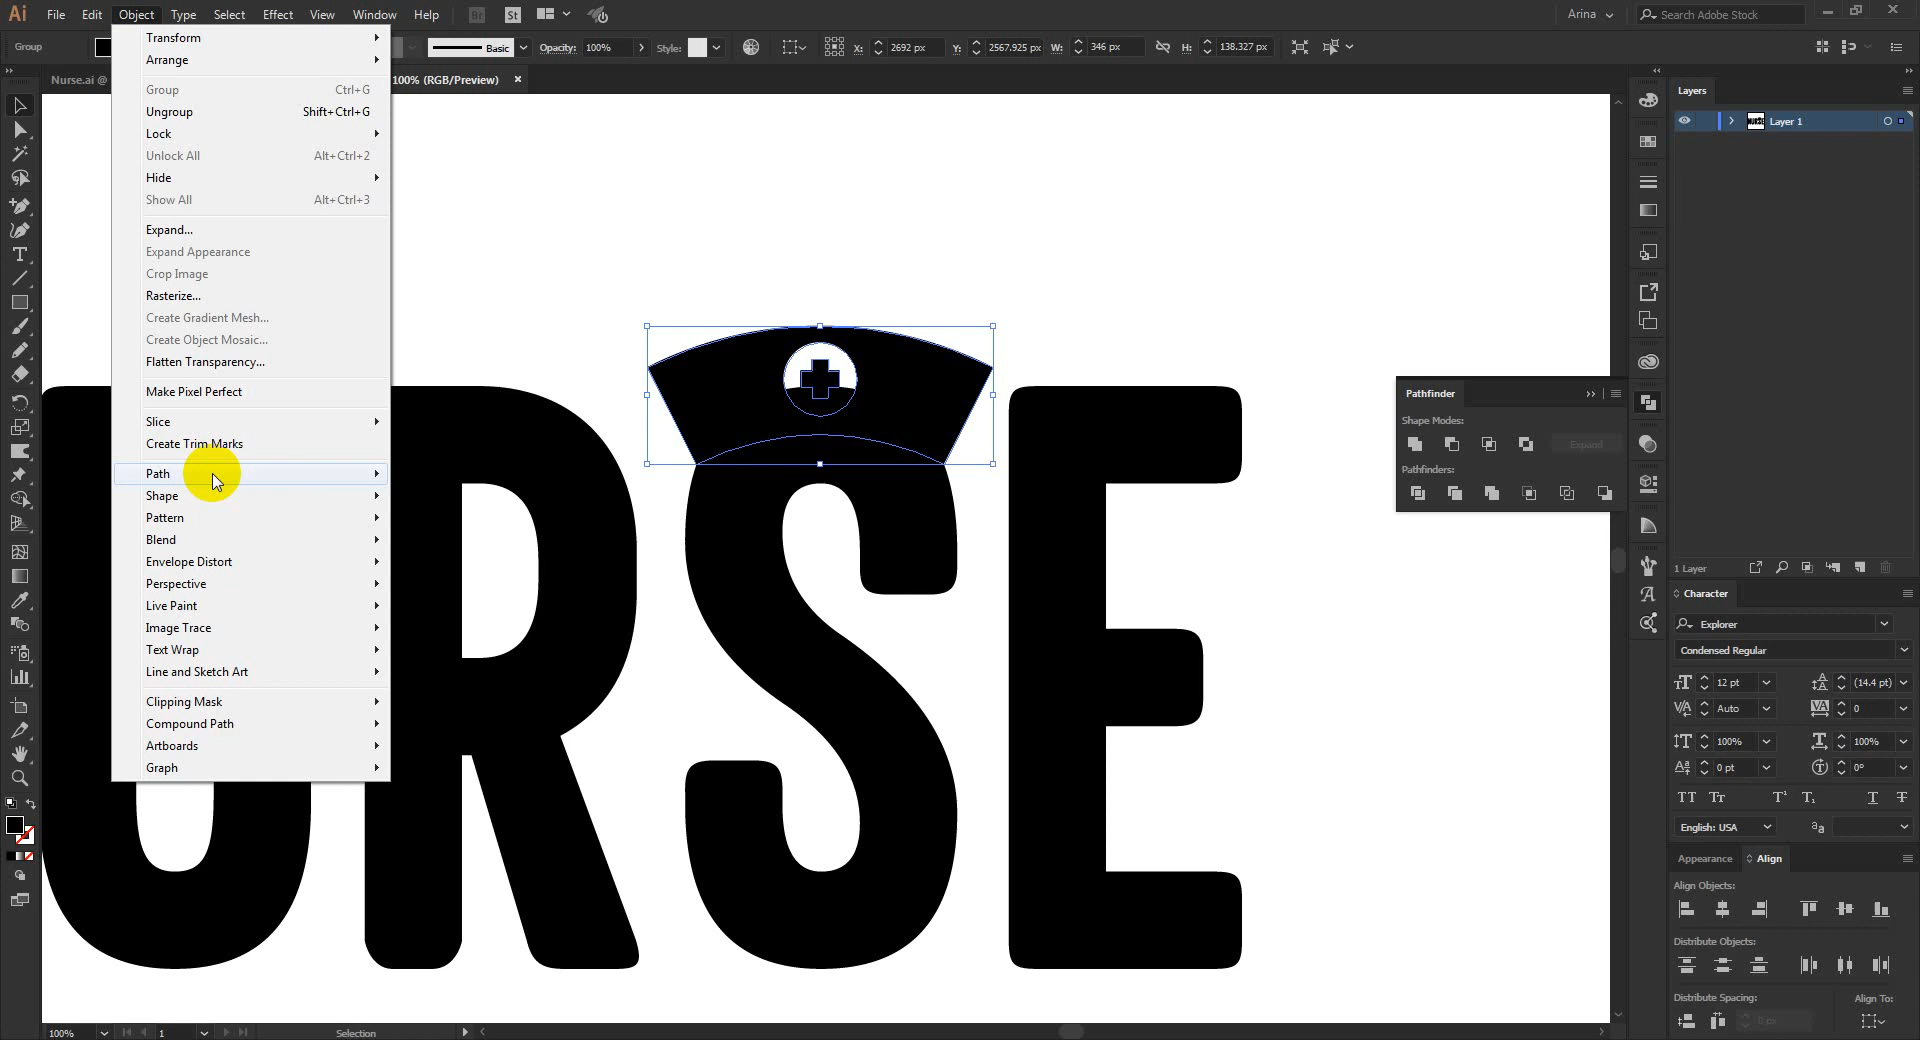 Ai File Edit Object Type Select Effect View Window Help Br St Arina Search Adobe Stock
Group Basic Opacity: 100% Style: X: 2692 px Y: 2567.925 px W: 346 px H: 138.327 px
Nurse.ai @ 100% (RGB/Preview)
Transform
Arrange
Group Ctrl+G
Ungroup Shift+Ctrl+G
Lock
Unlock All Alt+Ctrl+2
Hide
Show All Alt+Ctrl+3
Expand...
Expand Appearance
Crop Image
Rasterize...
Create Gradient Mesh...
Create Object Mosaic...
Flatten Transparency...
Make Pixel Perfect
Slice
Create Trim Marks
Path
Shape
Pattern
Blend
Envelope Distort
Perspective
Live Paint
Image Trace
Text Wrap
Line and Sketch Art
Clipping Mask
Compound Path
Artboards
Graph
URSE
Pathfinder
Shape Modes:
Expand
Pathfinders:
Layers
NURSE Layer 1
1 Layer
Character
Explorer
Condensed Regular
12 pt (14.4 pt)
Auto 0
100% 100%
0 pt 0°
English: USA
Appearance Align
Align Objects:
Distribute Objects:
Distribute Spacing: Align To:
0 px
100% 1 Selection